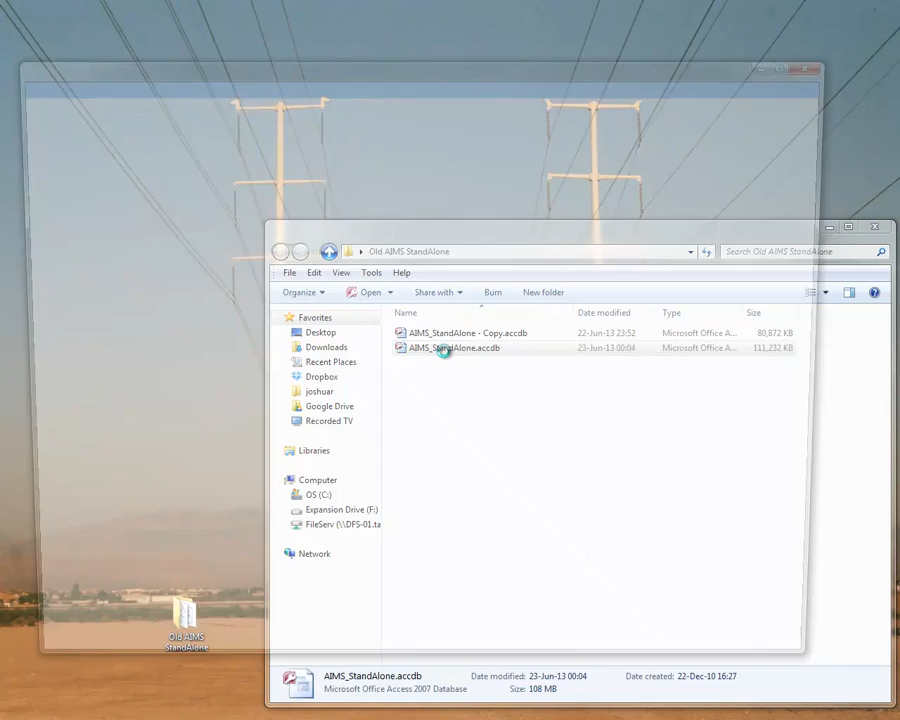 Old AIMS StandAlone
Search Old AIMS StandAlone
File Edit View Tools Help
Organize Open Share with Burn New folder
Name Date modified Type Size
Favorites
Desktop
Downloads
Recent Places
Dropbox
joshuar
Google Drive
Recorded TV
Libraries
Computer
OS (C:)
Expansion Drive (F:)
FileServ (\\DFS-01.ta
Network
AIMS_StandAlone - Copy.accdb 22-Jun-13 23:52 Microsoft Office A... 80,872 KB
AIMS_StandAlone.accdb 23-Jun-13 00:04 Microsoft Office A... 111,232 KB
Old AIMS
StandAlone
AIMS_StandAlone.accdb Date modified: 23-Jun-13 00:04 Date created: 22-Dec-10 16:27
Microsoft Office Access 2007 Database Size: 108 MB